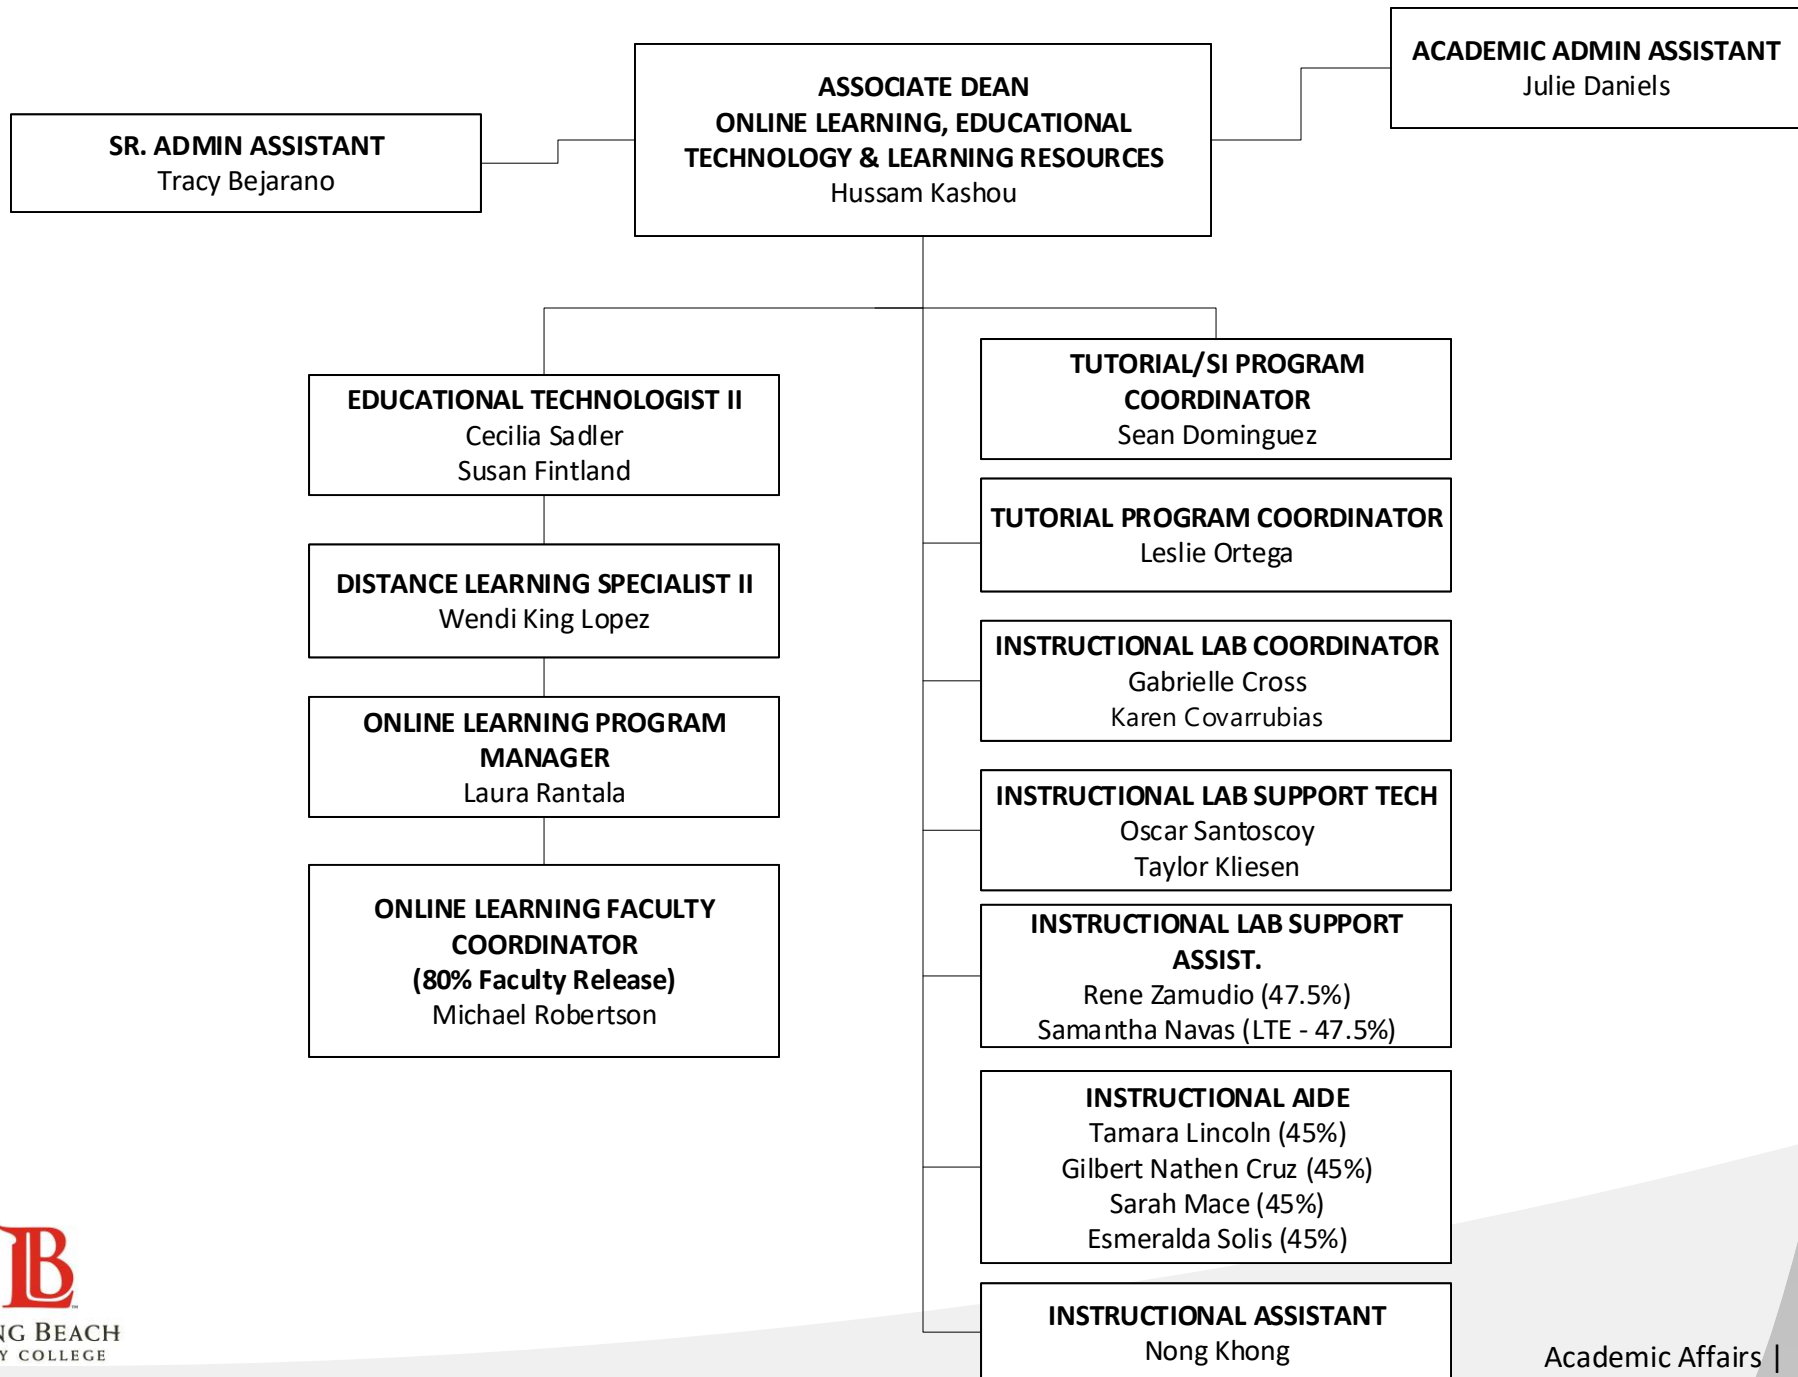 ACADEMIC ADMIN ASSISTANT
Julie Daniels
ASSOCIATE DEAN
ONLINE LEARNING, EDUCATIONAL
TECHNOLOGY & LEARNING RESOURCES
Hussam Kashou
SR. ADMIN ASSISTANT
Tracy Bejarano
EDUCATIONAL TECHNOLOGIST II
Cecilia Sadler
Susan Fintland
DISTANCE LEARNING SPECIALIST II
Wendi King Lopez
ONLINE LEARNING PROGRAM
MANAGER
Laura Rantala
ONLINE LEARNING FACULTY
COORDINATOR
(80% Faculty Release)
Michael Robertson
TUTORIAL/SI PROGRAM
COORDINATOR
Sean Dominguez
TUTORIAL PROGRAM COORDINATOR
Leslie Ortega
INSTRUCTIONAL LAB COORDINATOR
Gabrielle Cross
Karen Covarrubias
INSTRUCTIONAL LAB SUPPORT TECH
Oscar Santoscoy
Taylor Kliesen
INSTRUCTIONAL LAB SUPPORT
ASSIST.
Rene Zamudio (47.5%)
Samantha Navas (LTE - 47.5%)
INSTRUCTIONAL AIDE
Tamara Lincoln (45%)
Gilbert Nathen Cruz (45%)
Sarah Mace (45%)
Esmeralda Solis (45%)
INSTRUCTIONAL ASSISTANT
Nong Khong
LB
NG BEACH
Y COLLEGE
Academic Affairs |